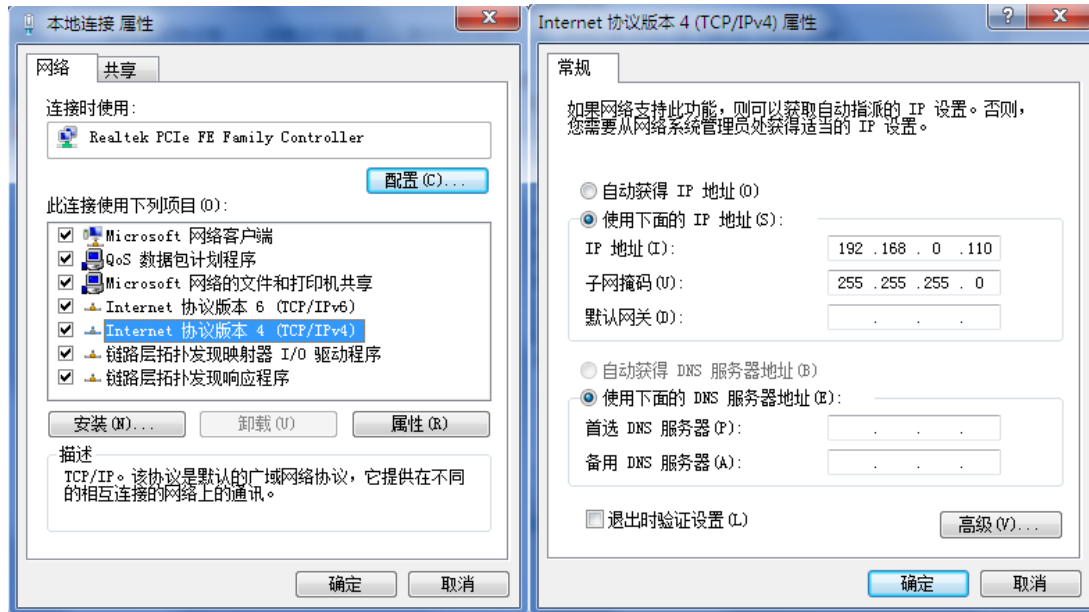 本地连接 属性
网络
共享
连接时使用:
Realtek PCIe FE Family Controller
配置(C)...
此连接使用下列项目(O):
Microsoft 网络客户端
QoS 数据包计划程序
Microsoft 网络的文件和打印机共享
Internet 协议版本 6 (TCP/IPv6)
Internet 协议版本 4 (TCP/IPv4)
链路层拓扑发现映射器 I/O 驱动程序
链路层拓扑发现响应程序
安装(N)...
卸载(U)
属性(R)
描述
TCP/IP。该协议是默认的广域网络协议，它提供在不同
的相互连接的网络上的通讯。
确定
取消
Internet 协议版本 4 (TCP/IPv4) 属性
常规
如果网络支持此功能，则可以获取自动指派的 IP 设置。否则，
您需要从网络系统管理员处获得适当的 IP 设置。
自动获得 IP 地址(O)
使用下面的 IP 地址(S):
IP 地址(I):
192 .168 . 0 .110
子网掩码(U):
255 .255 .255 . 0
默认网关(D):
. . .
自动获得 DNS 服务器地址(B)
使用下面的 DNS 服务器地址(E):
首选 DNS 服务器(P):
. . .
备用 DNS 服务器(A):
. . .
退出时验证设置(L)
高级(V)...
确定
取消